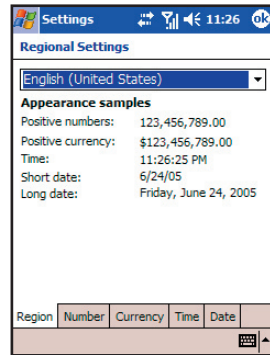 Settings 11:26 ok
Regional Settings
English (United States)
Appearance samples
Positive numbers: 123,456,789.00
Positive currency: $123,456,789.00
Time: 11:26:25 PM
Short date: 6/24/05
Long date: Friday, June 24, 2005
Region Number Currency Time Date